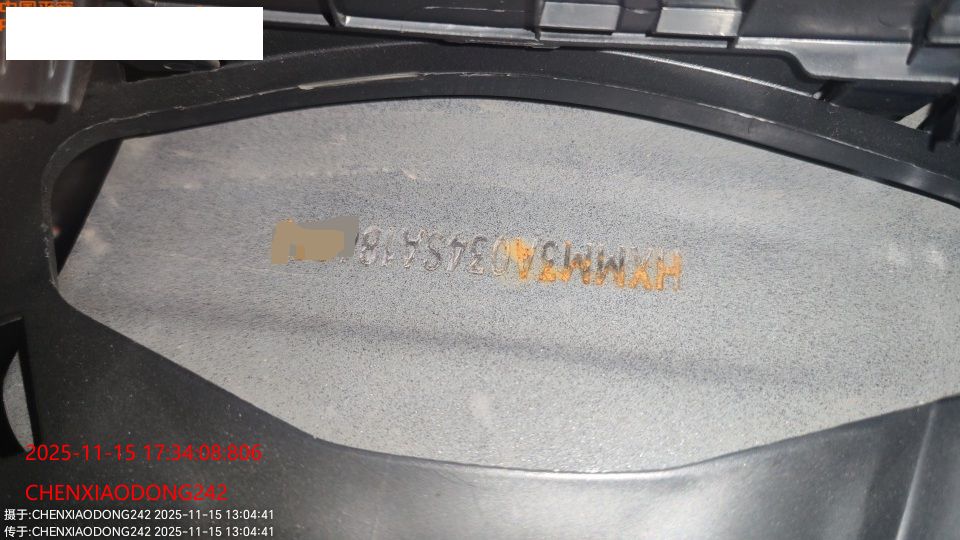 HXMM3A034SA18
2025-11-15 17:34:08:806
CHENXIAODONG242
摄于:CHENXIAODONG242 2025-11-15 13:04:41
传于:CHENXIAODONG242 2025-11-15 13:04:41